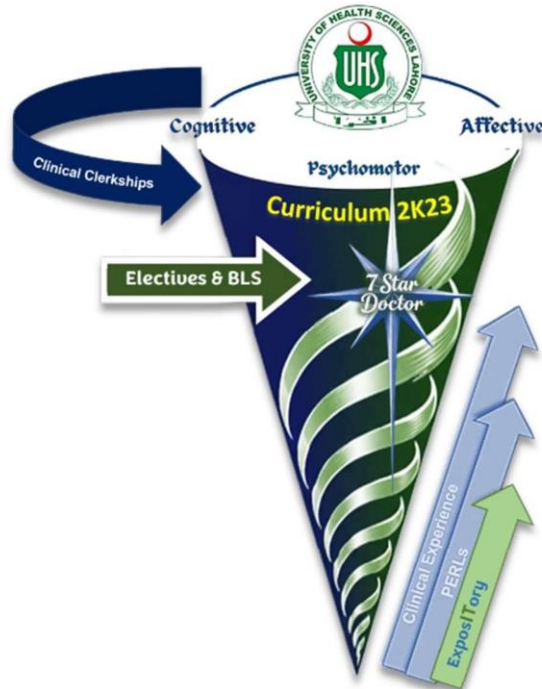 UNIVERSITY OF HEALTH SCIENCES LAHORE
UHS
Cognitive
Affective
Psychomotor
Clinical Clerkships
Curriculum 2K23
Electives & BLS
7 Star
Doctor
Clinical Experience
PERLs
ExposITory